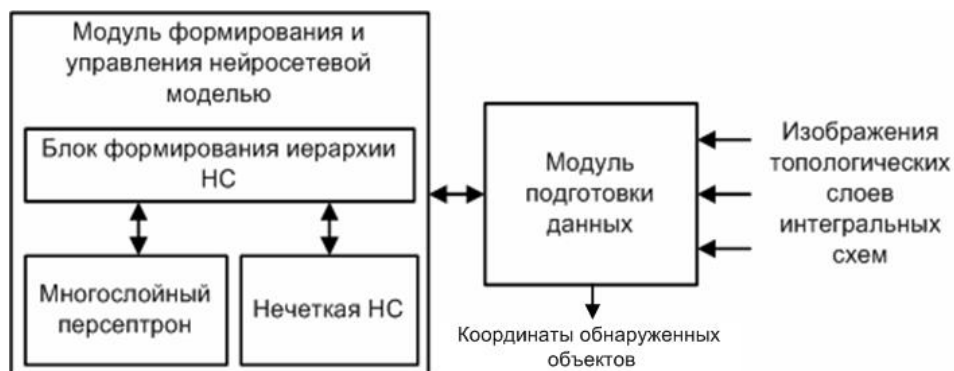 Модуль формирования и
управления нейросетевой
моделью
Блок формирования иерархии
НС
Многослойный
персептрон
Нечеткая НС
Модуль
подготовки
данных
Изображения
топологических
слоев
интегральных
схем
Координаты обнаруженных
объектов